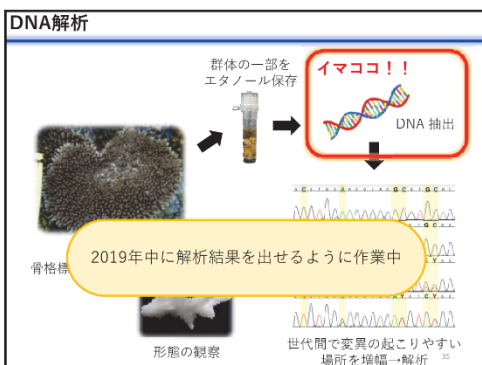 DNA解析
群体の一部を
エタノール保存
イマココ！！
DNA 抽出
2019年中に解析結果を出せるように作業中
骨格標
形態の観察
世代間で変異の起こりやすい
場所を増幅→解析
35